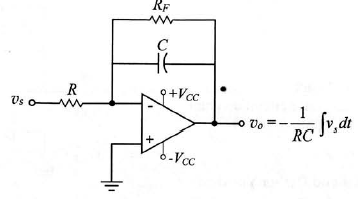 R_F
C
R
+V_CC
v_s
-
+
v_o = -1/RC ∫v_s dt
-V_CC